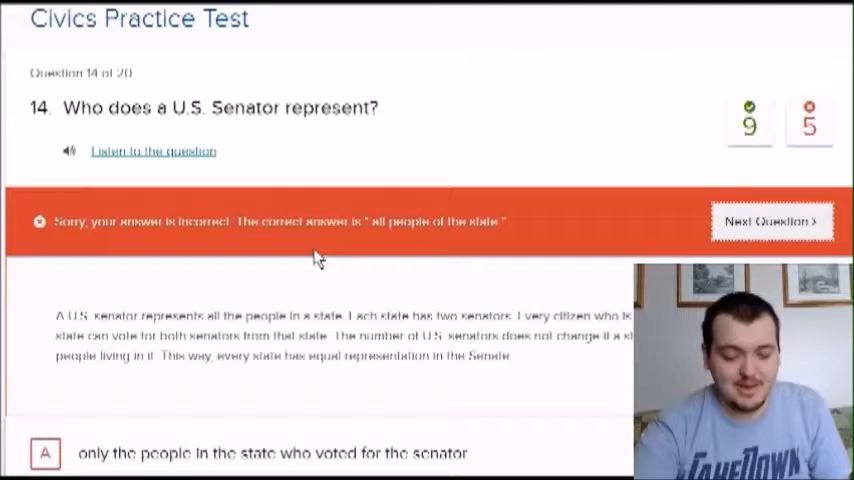 Civics Practice Test
Question 14 of 20
14. Who does a U.S. Senator represent?
9
5
Listen to the question
Sorry, your answer is incorrect. The correct answer is " all people of the state "
Next Question >
A U.S. senator represents all the people in a state. Each state has two senators. Every citizen who is
state can vote for both senators from that state. The number of U.S. senators does not change if a st
people living in it. This way, every state has equal representation in the Senate.
A
only the people in the state who voted for the senator
TAKEDOWN